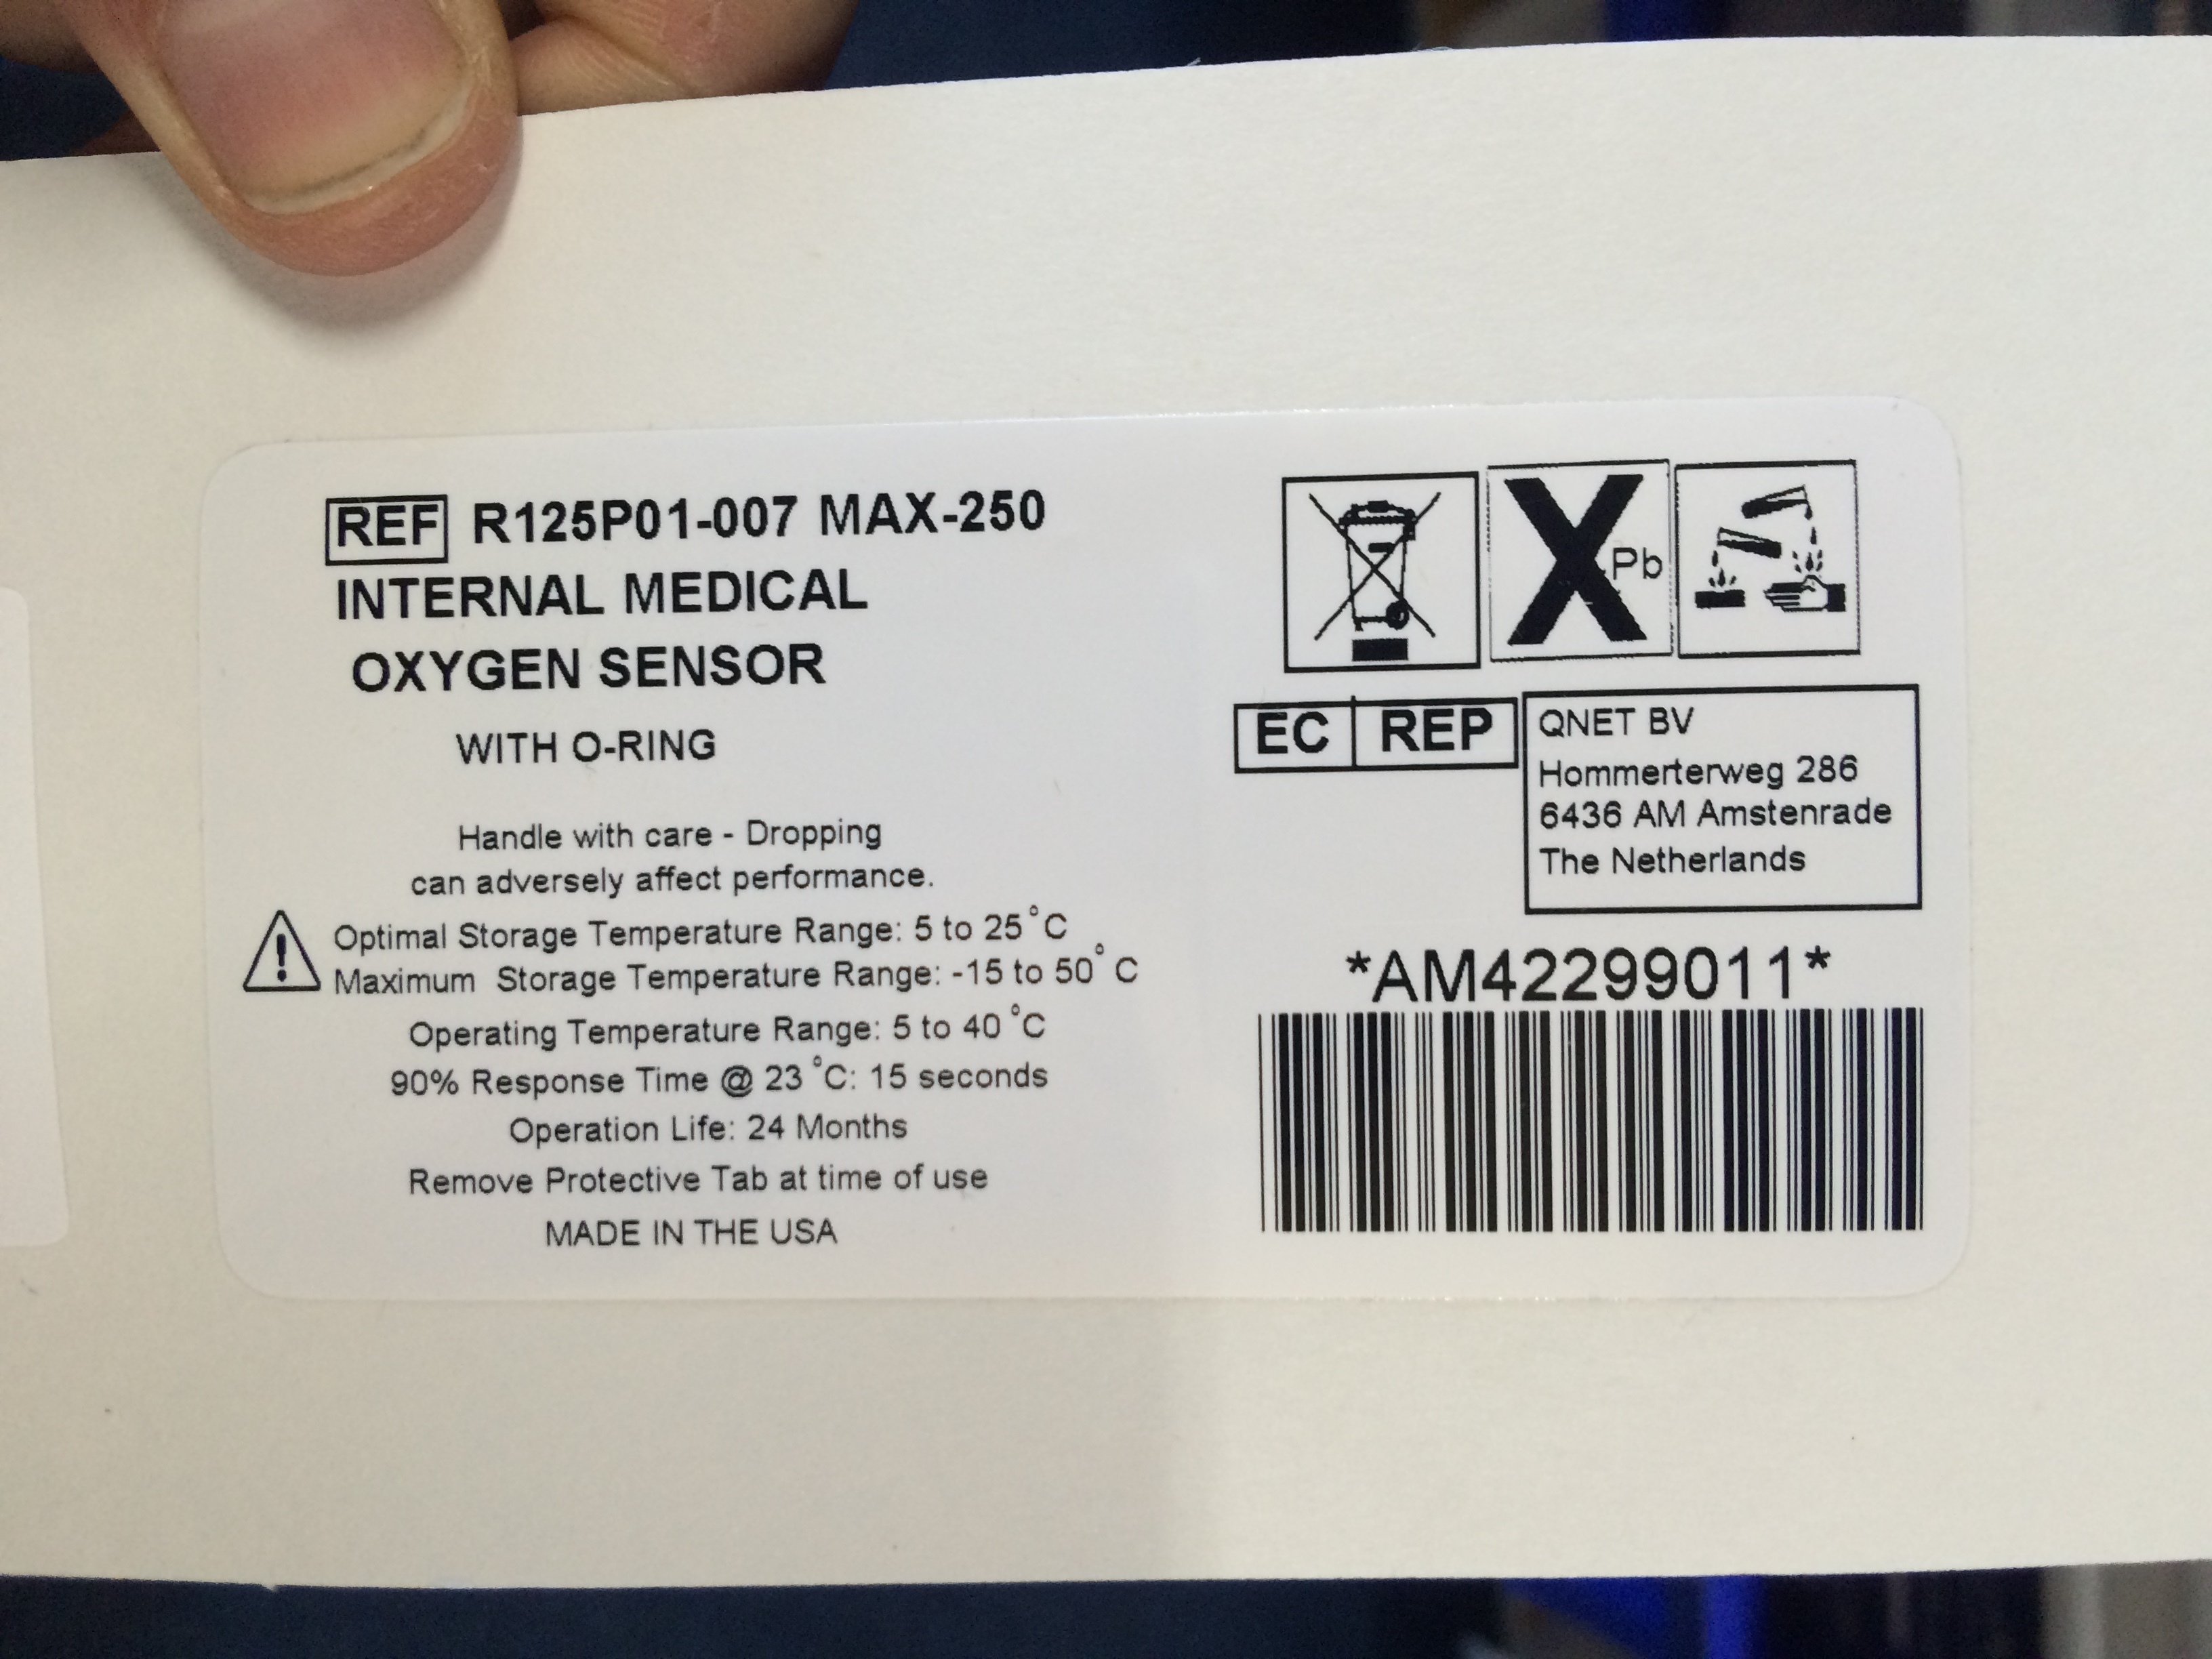 REF R125P01-007 MAX-250
INTERNAL MEDICAL
OXYGEN SENSOR
WITH O-RING
Handle with care - Dropping
can adversely affect performance.
Optimal Storage Temperature Range: 5 to 25°C
Maximum Storage Temperature Range: -15 to 50°C
Operating Temperature Range: 5 to 40 °C
90% Response Time @ 23 °C: 15 seconds
Operation Life: 24 Months
Remove Protective Tab at time of use
MADE IN THE USA
X Pb
EC REP
QNET BV
Hommerterweg 286
6436 AM Amstenrade
The Netherlands
*AM42299011*